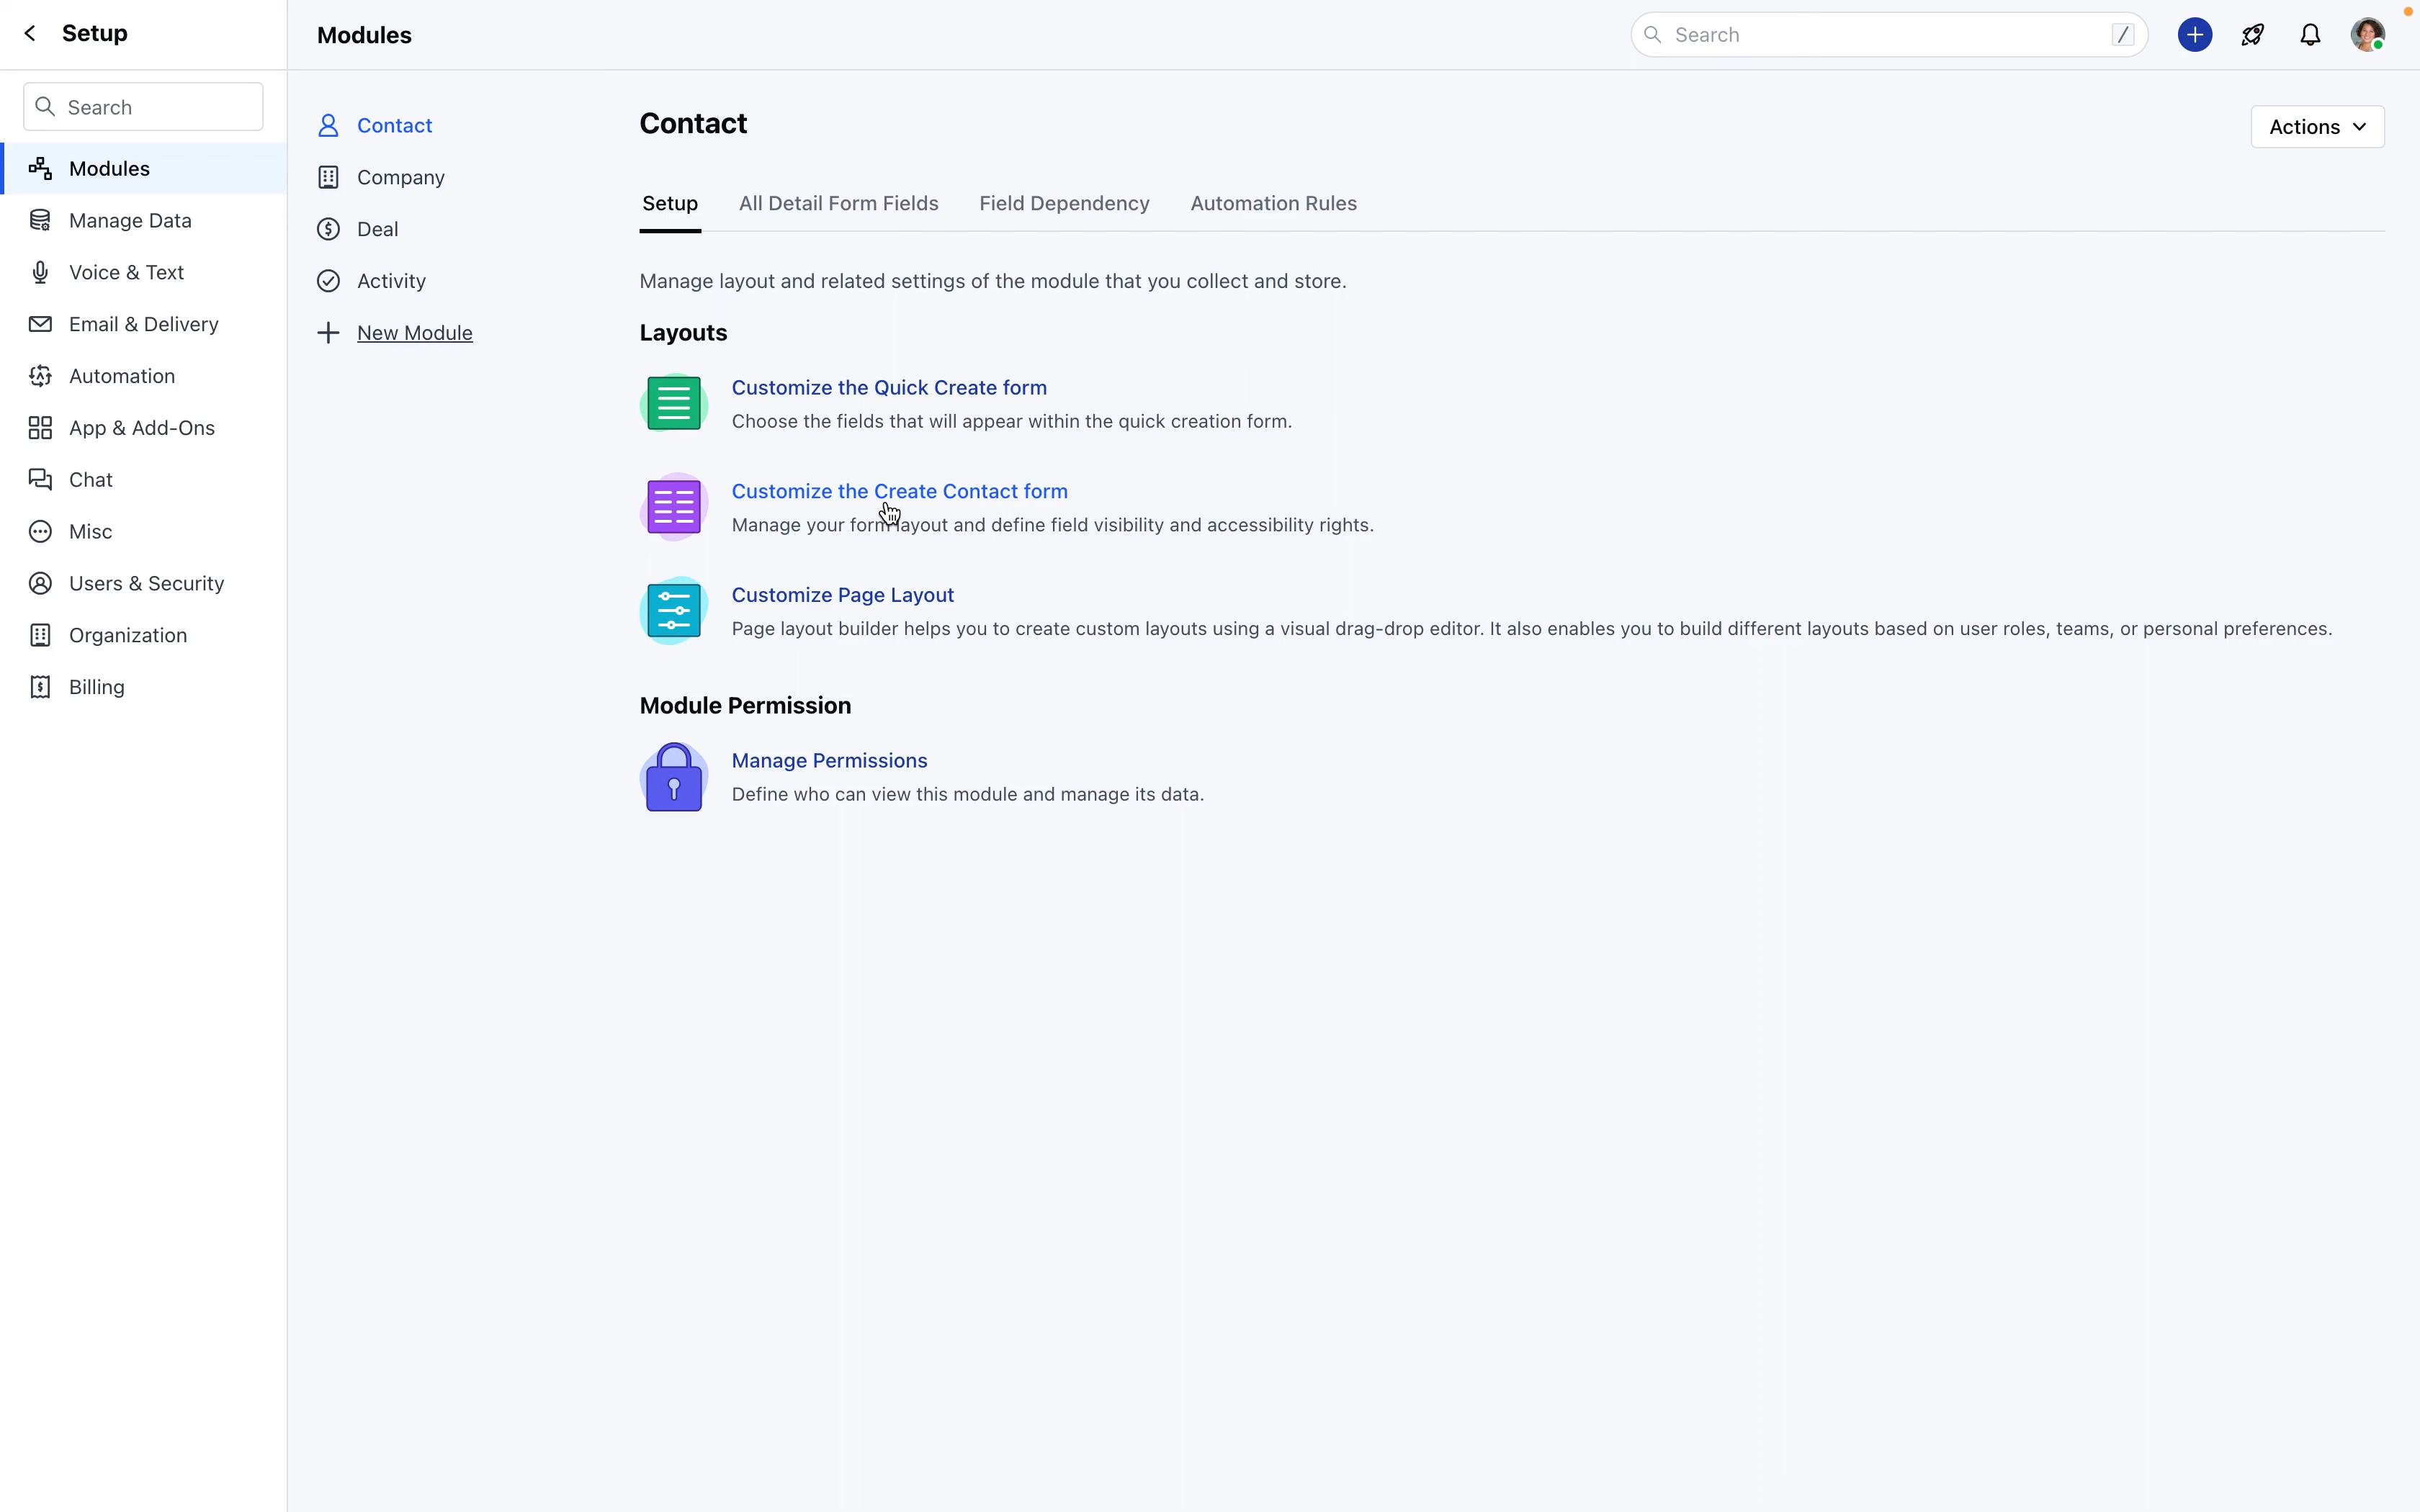 Setup
Search
Modules
Manage Data
Voice & Text
Email & Delivery
Automation
App & Add-Ons
Chat
Misc
Users & Security
Organization
Billing
Modules
Search /
Contact
Company
Deal
Activity
New Module
Contact
Actions
Setup All Detail Form Fields Field Dependency Automation Rules
Manage layout and related settings of the module that you collect and store.
Layouts
Customize the Quick Create form
Choose the fields that will appear within the quick creation form.
Customize the Create Contact form
Manage your form layout and define field visibility and accessibility rights.
Customize Page Layout
Page layout builder helps you to create custom layouts using a visual drag-drop editor. It also enables you to build different layouts based on user roles, teams, or personal preferences.
Module Permission
Manage Permissions
Define who can view this module and manage its data.